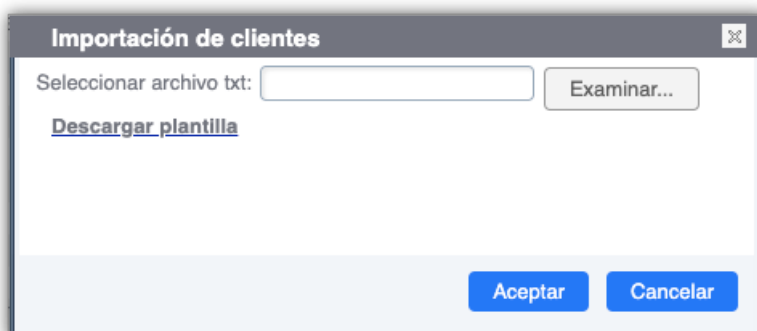 Importación de clientes
Seleccionar archivo txt: Examinar...
Descargar plantilla
Aceptar Cancelar